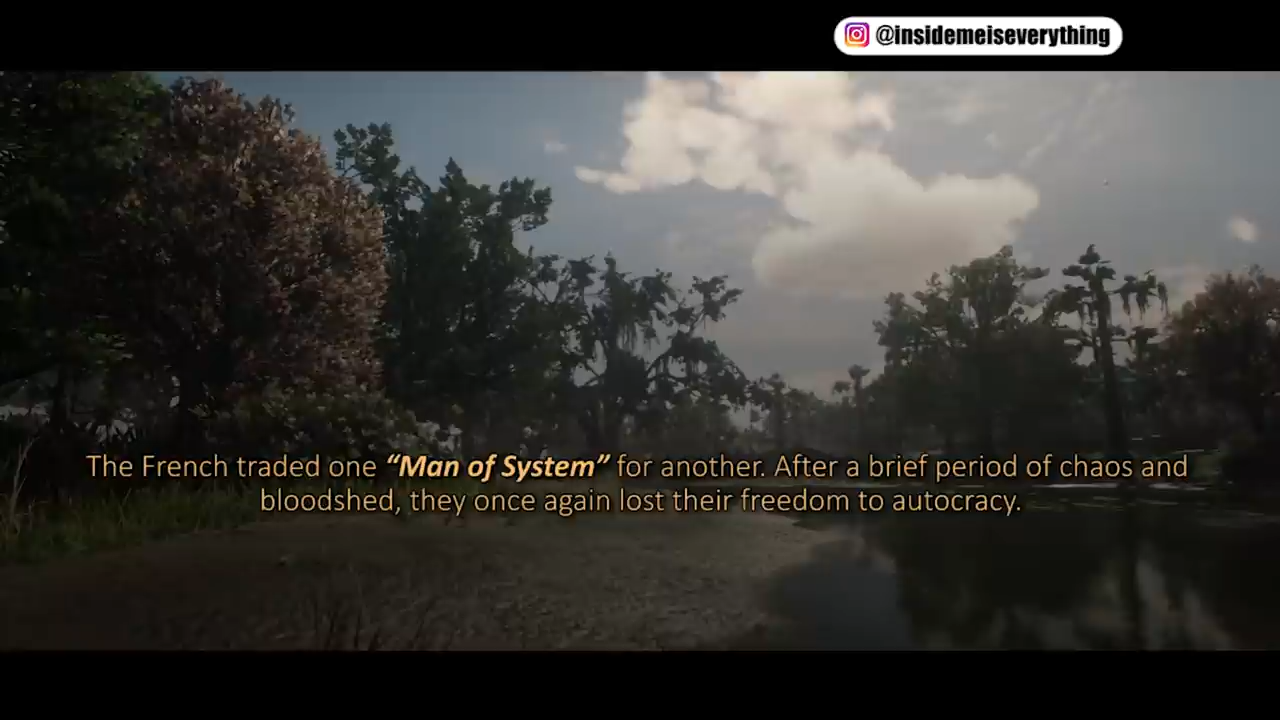 @insidemeiseverything
The French traded one “Man of System” for another. After a brief period of chaos and
bloodshed, they once again lost their freedom to autocracy.